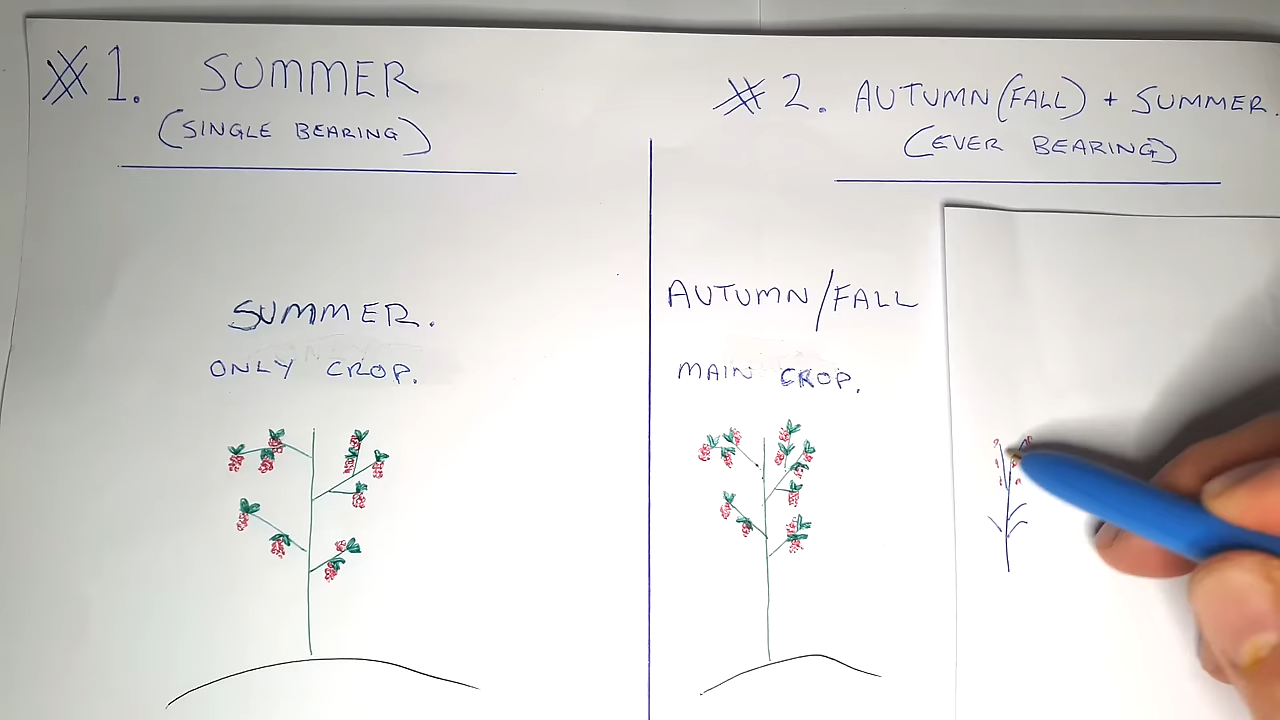 #1. SUMMER
(SINGLE BEARING)
SUMMER.
ONLY CROP.
#2. AUTUMN(FALL) + SUMMER.
(EVER BEARING)
AUTUMN/FALL
MAIN CROP.